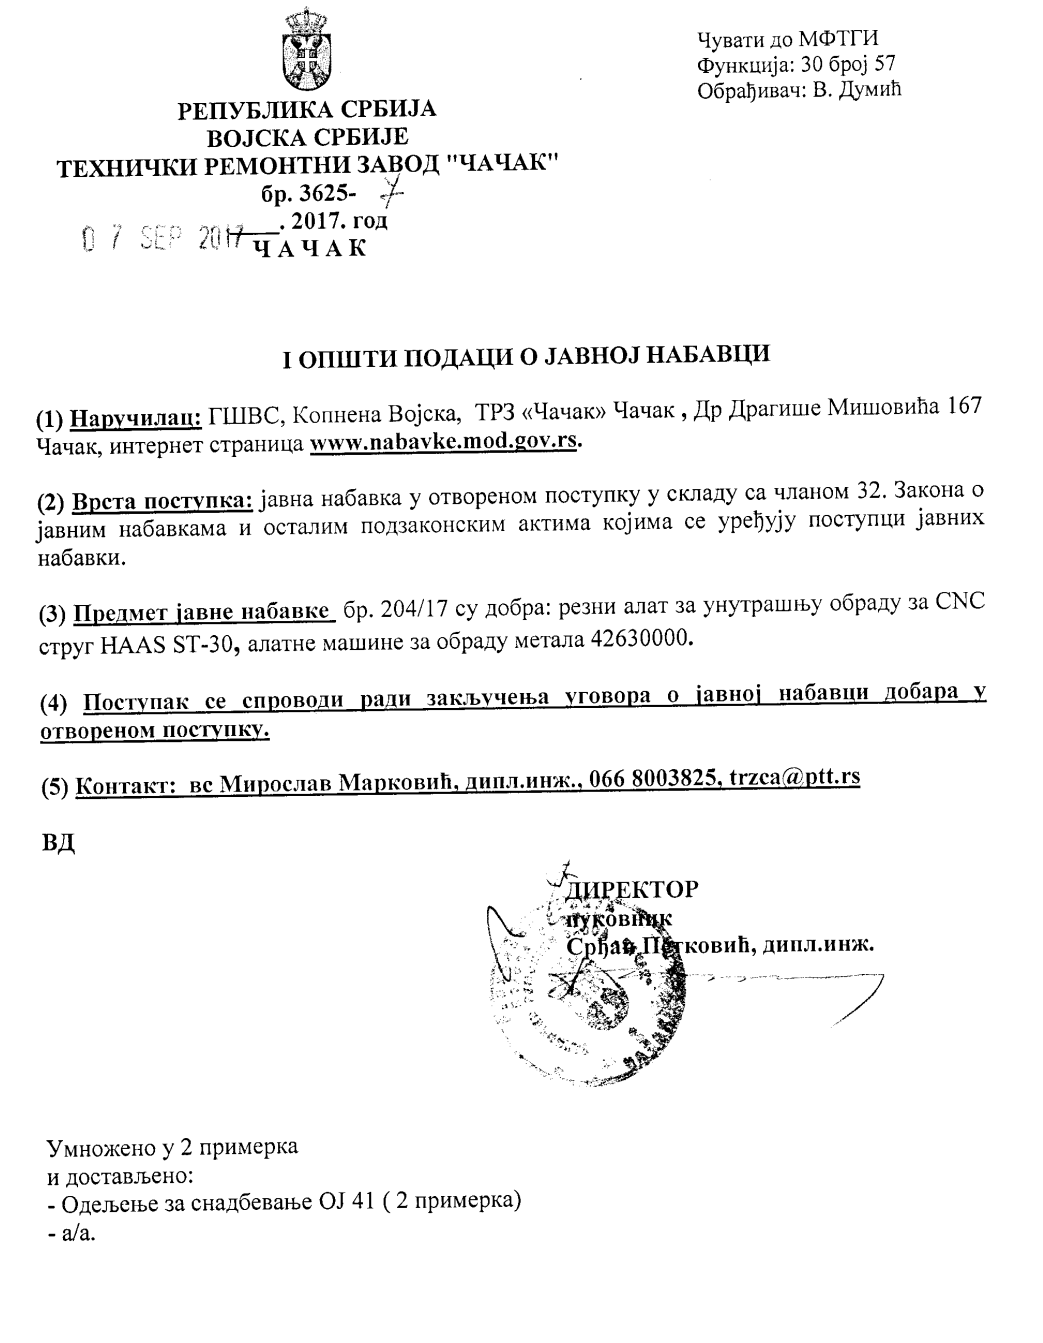 Чувати до МФТГИ
Функција: 30 број 57
Обрађивач: В. Думић
РЕПУБЛИКА СРБИЈА
ВОЈСКА СРБИЈЕ
ТЕХНИЧКИ РЕМОНТНИ ЗАВОД "ЧАЧАК"
бр. 3625- 7
____. 2017. год
07 SEP 2017
Ч А Ч А К
I ОПШТИ ПОДАЦИ О ЈАВНОЈ НАБАВЦИ
(1) Наручилац: ГШВС, Копнена Војска, ТРЗ «Чачак» Чачак , Др Драгише Мишовића 167
Чачак, интернет страница www.nabavke.mod.gov.rs.
(2) Врста поступка: јавна набавка у отвореном поступку у складу са чланом 32. Закона о
јавним набавкама и осталим подзаконским актима којима се уређују поступци јавних
набавки.
(3) Предмет јавне набавке бр. 204/17 су добра: резни алат за унутрашњу обраду за CNC
струг HAAS ST-30, алатне машине за обраду метала 42630000.
(4) Поступак се спроводи ради закључења уговора о јавној набавци добара у
отвореном поступку.
(5) Контакт: вс Мирослав Марковић, дипл.инж., 066 8003825, trzca@ptt.rs
ВД
ДИРЕКТОР
пуковник
Срђан Петковић, дипл.инж.
Умножено у 2 примерка
и достављено:
- Одељење за снадбевање ОЈ 41 ( 2 примерка)
- а/а.